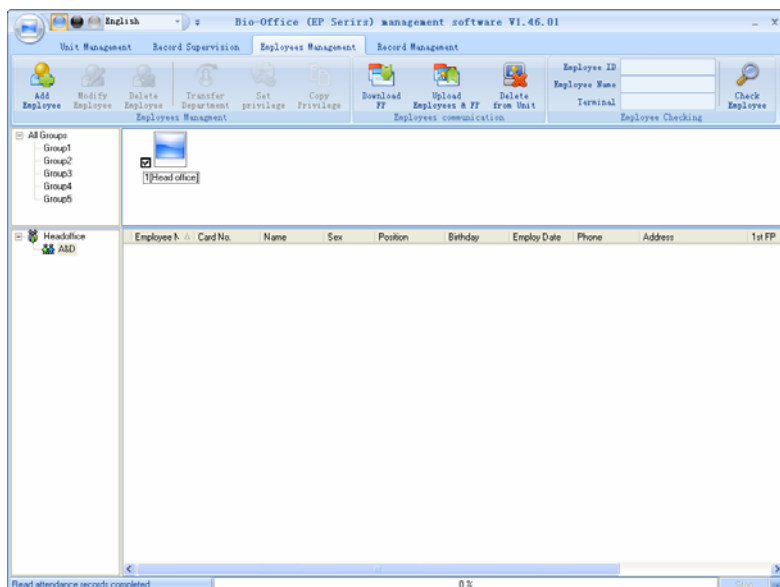 English
Bio-Office (EP Serirs) management software V1.46.01
Unit Management Record Supervision Employees Management Record Management
Add Employee
Modify Employee
Delete Employee
Transfer Department
Set privilege
Copy Privilege
Employees Managment
Download FP
Upload Employees & FP
Delete from Unit
Employees communication
Employee ID
Employee Name
Terminal
Check Employee
Employee Checking
All Groups
Group1
Group2
Group3
Group4
Group5
1[Head office]
Headoffice
A&D
Employee N Card No. Name Sex Position Birthday Employ Date Phone Address 1st FP
Read attendance records completed
0 %
Stop